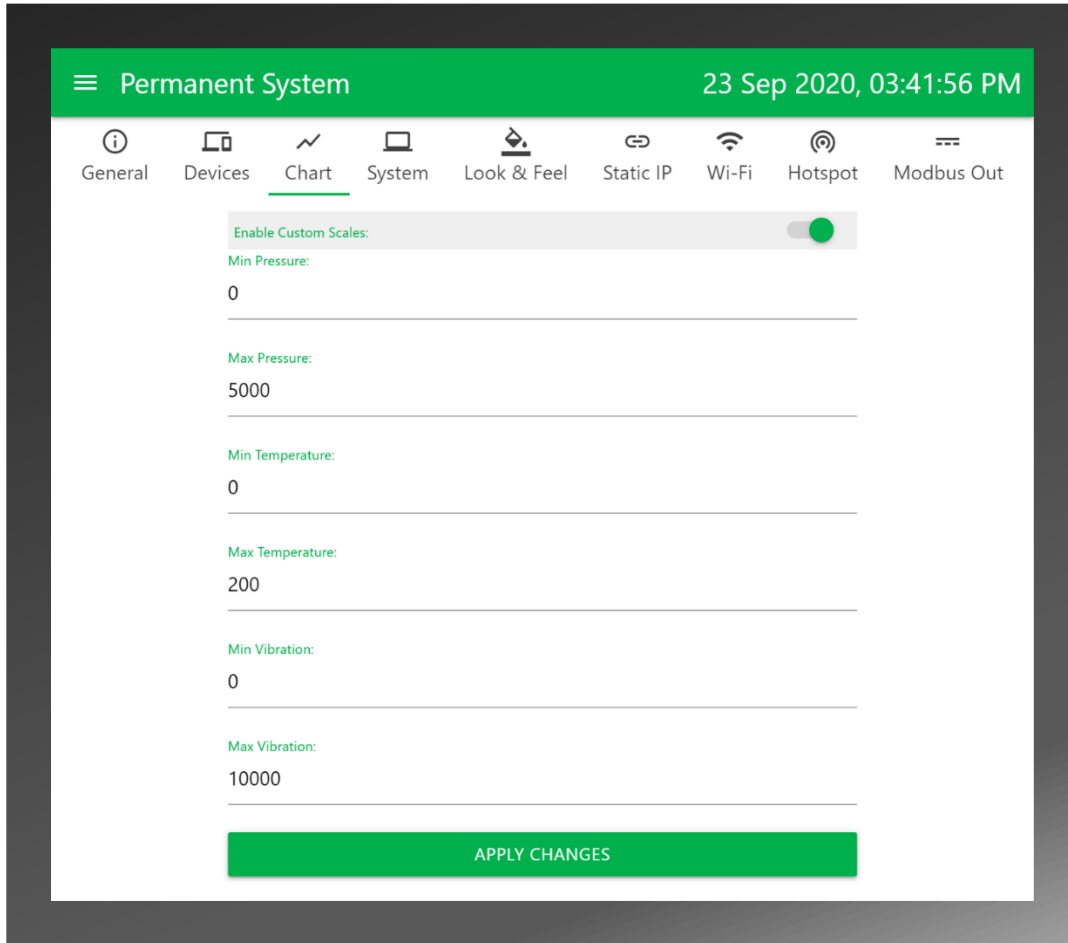 Permanent System 23 Sep 2020, 03:41:56 PM
General Devices Chart System Look & Feel Static IP Wi-Fi Hotspot Modbus Out
Enable Custom Scales:
Min Pressure:
0
Max Pressure:
5000
Min Temperature:
0
Max Temperature:
200
Min Vibration:
0
Max Vibration:
10000
APPLY CHANGES